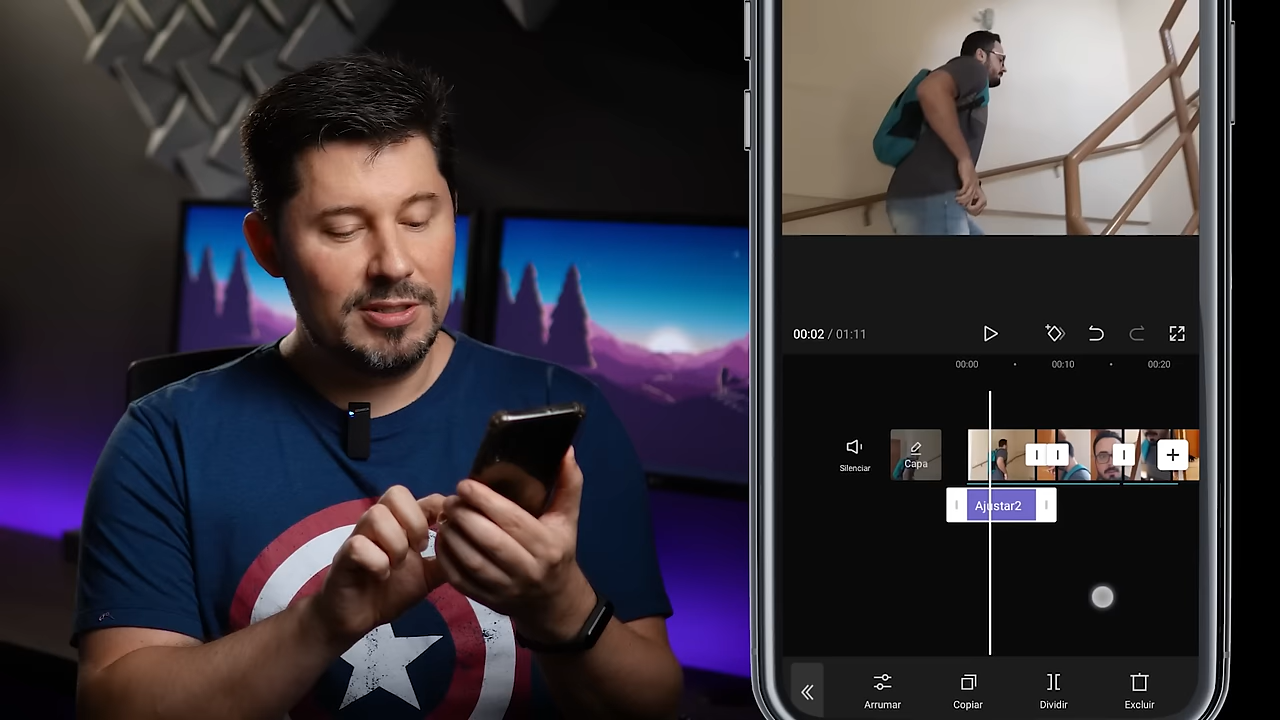 00:02 / 01:11
00:00
00:10
00:20
Silenciar
Capa
Ajustar2
Arrumar
Copiar
Dividir
Excluir